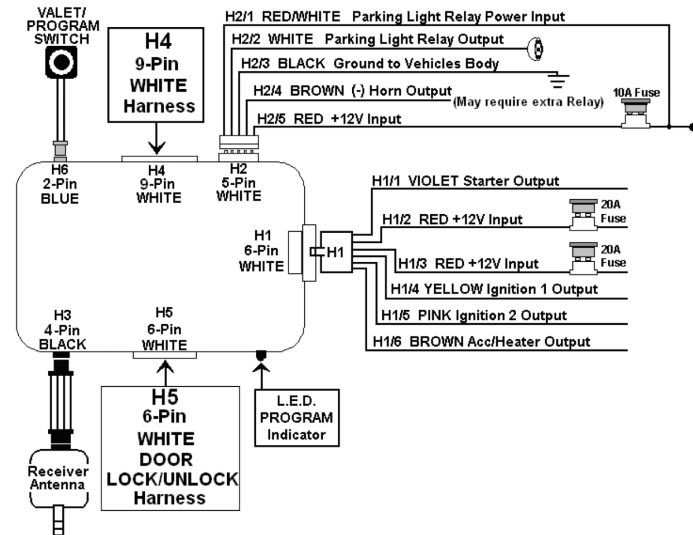 VALET/
PROGRAM
SWITCH
H4
9-Pin
WHITE
Harness
H2/1 RED/WHITE Parking Light Relay Power Input
H2/2 WHITE Parking Light Relay Output
H2/3 BLACK Ground to Vehicles Body
H2/4 BROWN (-) Horn Output (May require extra Relay)
10A Fuse
H2/5 RED +12V Input
H6
2-Pin
BLUE
H4
9-Pin
WHITE
H2
5-Pin
WHITE
H1
6-Pin
WHITE
H1
H1/1 VIOLET Starter Output
H1/2 RED +12V Input
20A
Fuse
H1/3 RED +12V Input
20A
Fuse
H1/4 YELLOW Ignition 1 Output
H1/5 PINK Ignition 2 Output
H1/6 BROWN Acc/Heater Output
H3
4-Pin
BLACK
H5
6-Pin
WHITE
H5
6-Pin
WHITE
DOOR
LOCK/UNLOCK
Harness
L.E.D.
PROGRAM
Indicator
Receiver
Antenna